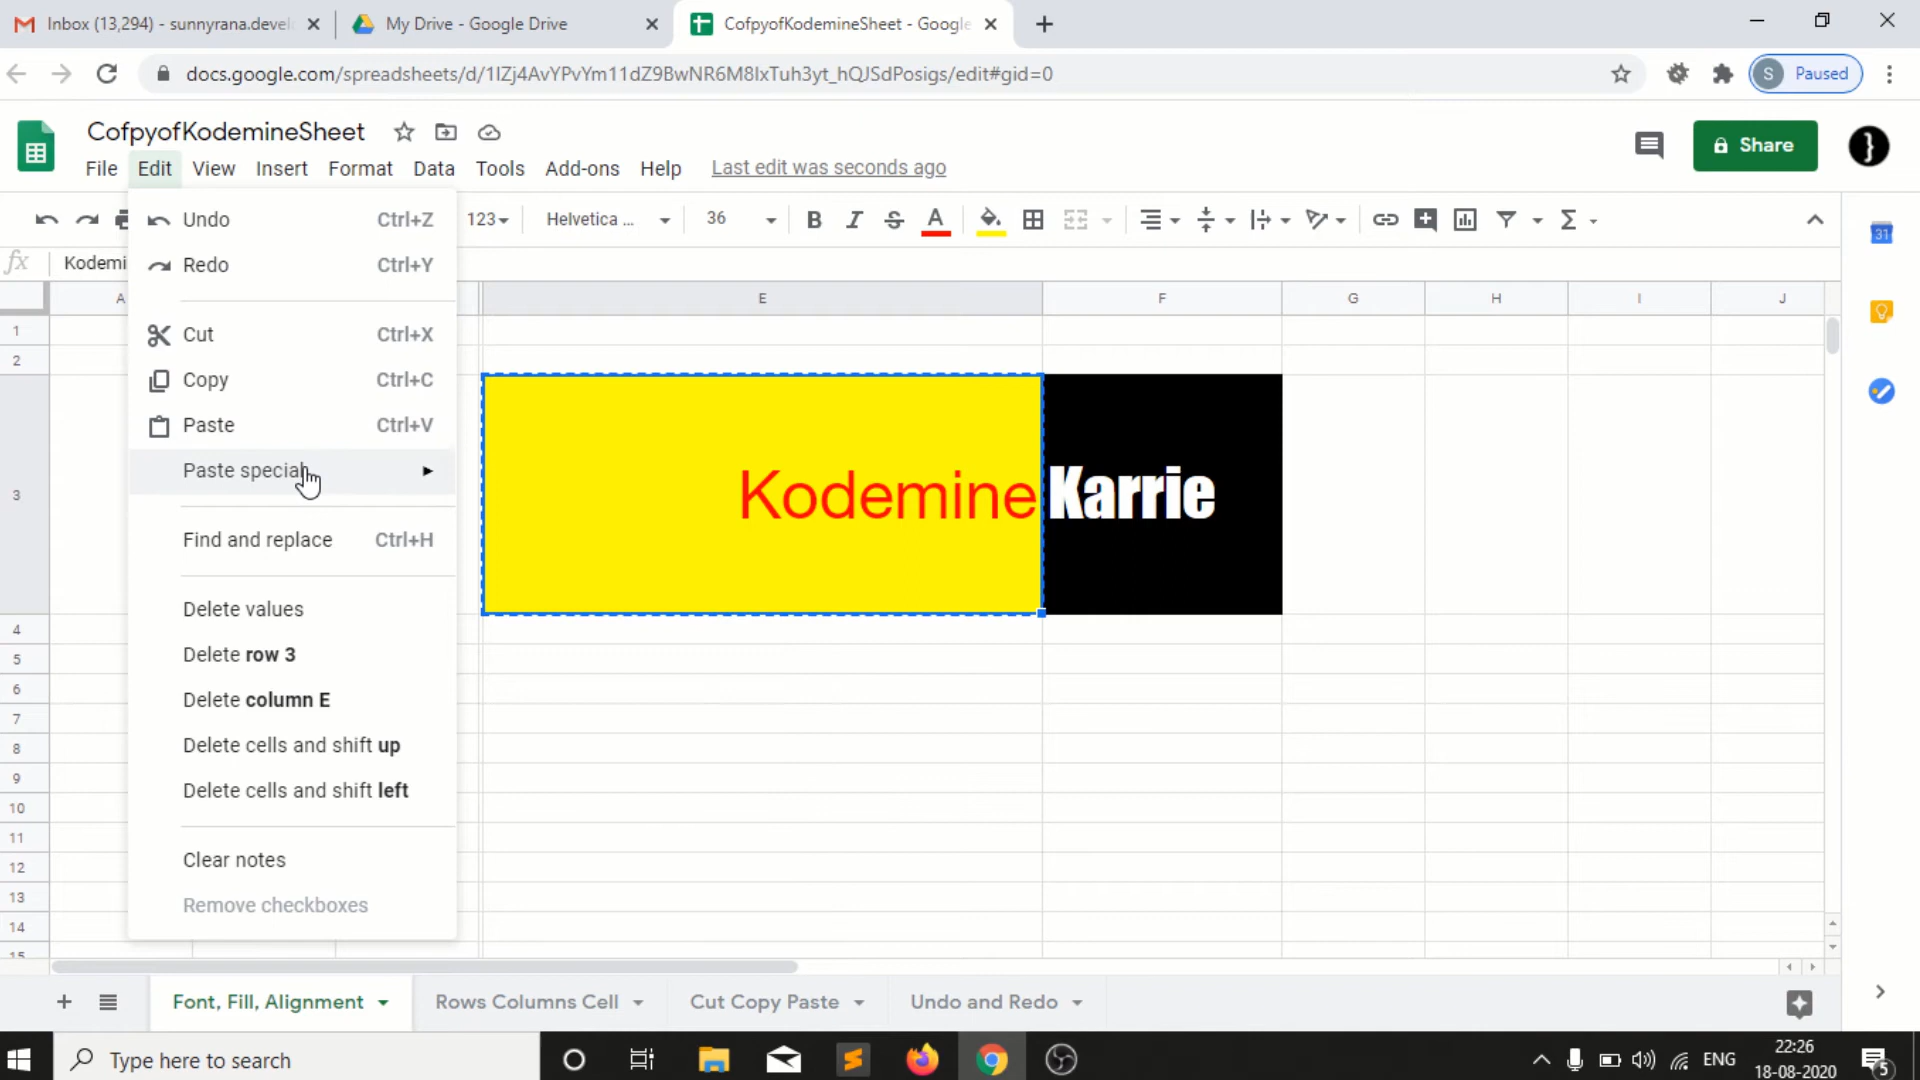 Inbox (13,294) - sunnyrana.devel
My Drive - Google Drive
CofpyofKodemineSheet - Google
docs.google.com/spreadsheets/d/1IZj4AvYPvYm11dZ9BwNR6M8IxTuh3yt_hQJSdPosigs/edit#gid=0
S Paused
CofpyofKodemineSheet
Share
File Edit View Insert Format Data Tools Add-ons Help Last edit was seconds ago
123 Helvetica ... 36 B I S A
31
fx Kodemi
A E F G H I J
Undo Ctrl+Z
Redo Ctrl+Y
Cut Ctrl+X
Copy Ctrl+C
Paste Ctrl+V
Paste special
Find and replace Ctrl+H
Delete values
Delete row 3
Delete column E
Delete cells and shift up
Delete cells and shift left
Clear notes
Remove checkboxes
1
2
3
4
5
6
7
8
9
10
11
12
13
14
15
Kodemine Karrie
Font, Fill, Alignment Rows Columns Cell Cut Copy Paste Undo and Redo
Type here to search
ENG
22:26
18-08-2020
5